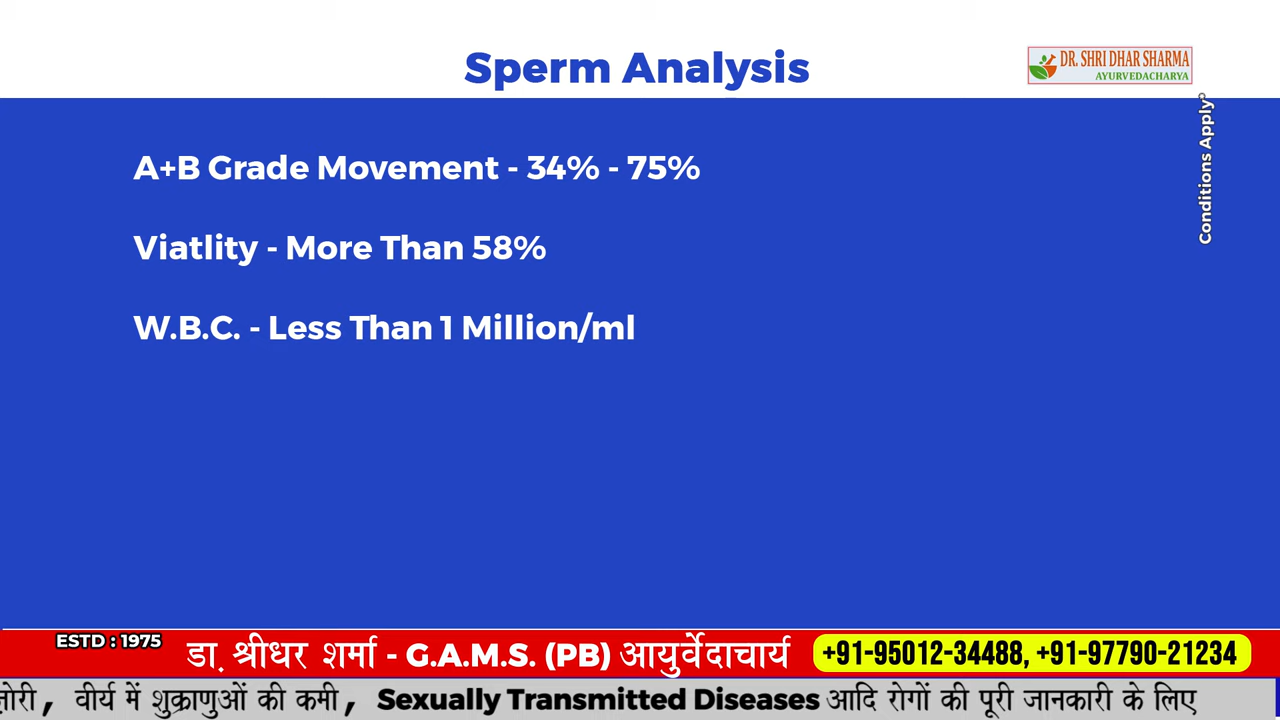 Sperm Analysis
DR. SHRI DHAR SHARMA
AYURVEDACHARYA
Conditions Apply
A+B Grade Movement - 34% - 75%
Viatlity - More Than 58%
W.B.C. - Less Than 1 Million/ml
ESTD : 1975
डा. श्रीधर शर्मा - G.A.M.S. (PB) आयुर्वेदाचार्य
+91-95012-34488, +91-97790-21234
वीर्य में शुक्राणुओं की कमी, Sexually Transmitted Diseases आदि रोगों की पूरी जानकारी के लिए